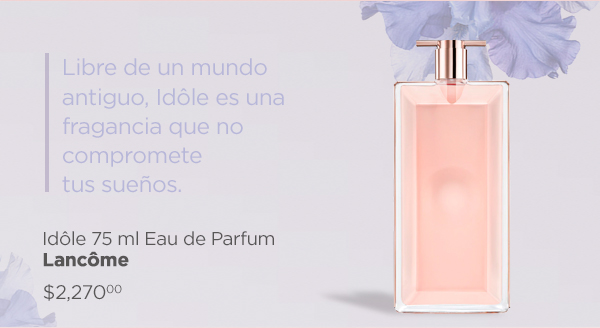 Libre de un mundo
antiguo, Idôle es una
fragancia que no
compromete
tus sueños.
Idôle 75 ml Eau de Parfum
Lancôme
$2,270⁰⁰